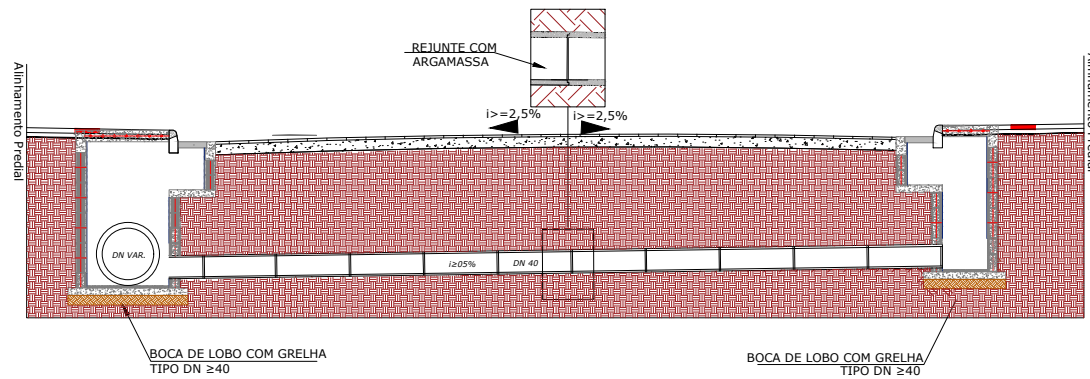 REJUNTE COM
ARGAMASSA
i>=2,5%
i>=2,5%
Alinhamento Predial
DN VAR.
i≥05%
DN 40
BOCA DE LOBO COM GRELHA
TIPO DN ≥40
BOCA DE LOBO COM GRELHA
TIPO DN ≥40